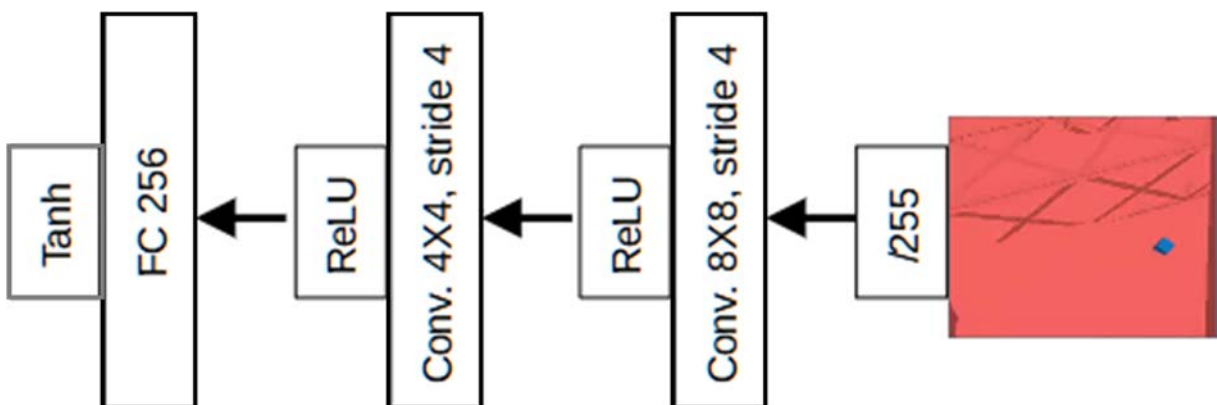 Tanh
FC 256
ReLU
Conv. 4X4, stride 4
ReLU
Conv. 8X8, stride 4
/255